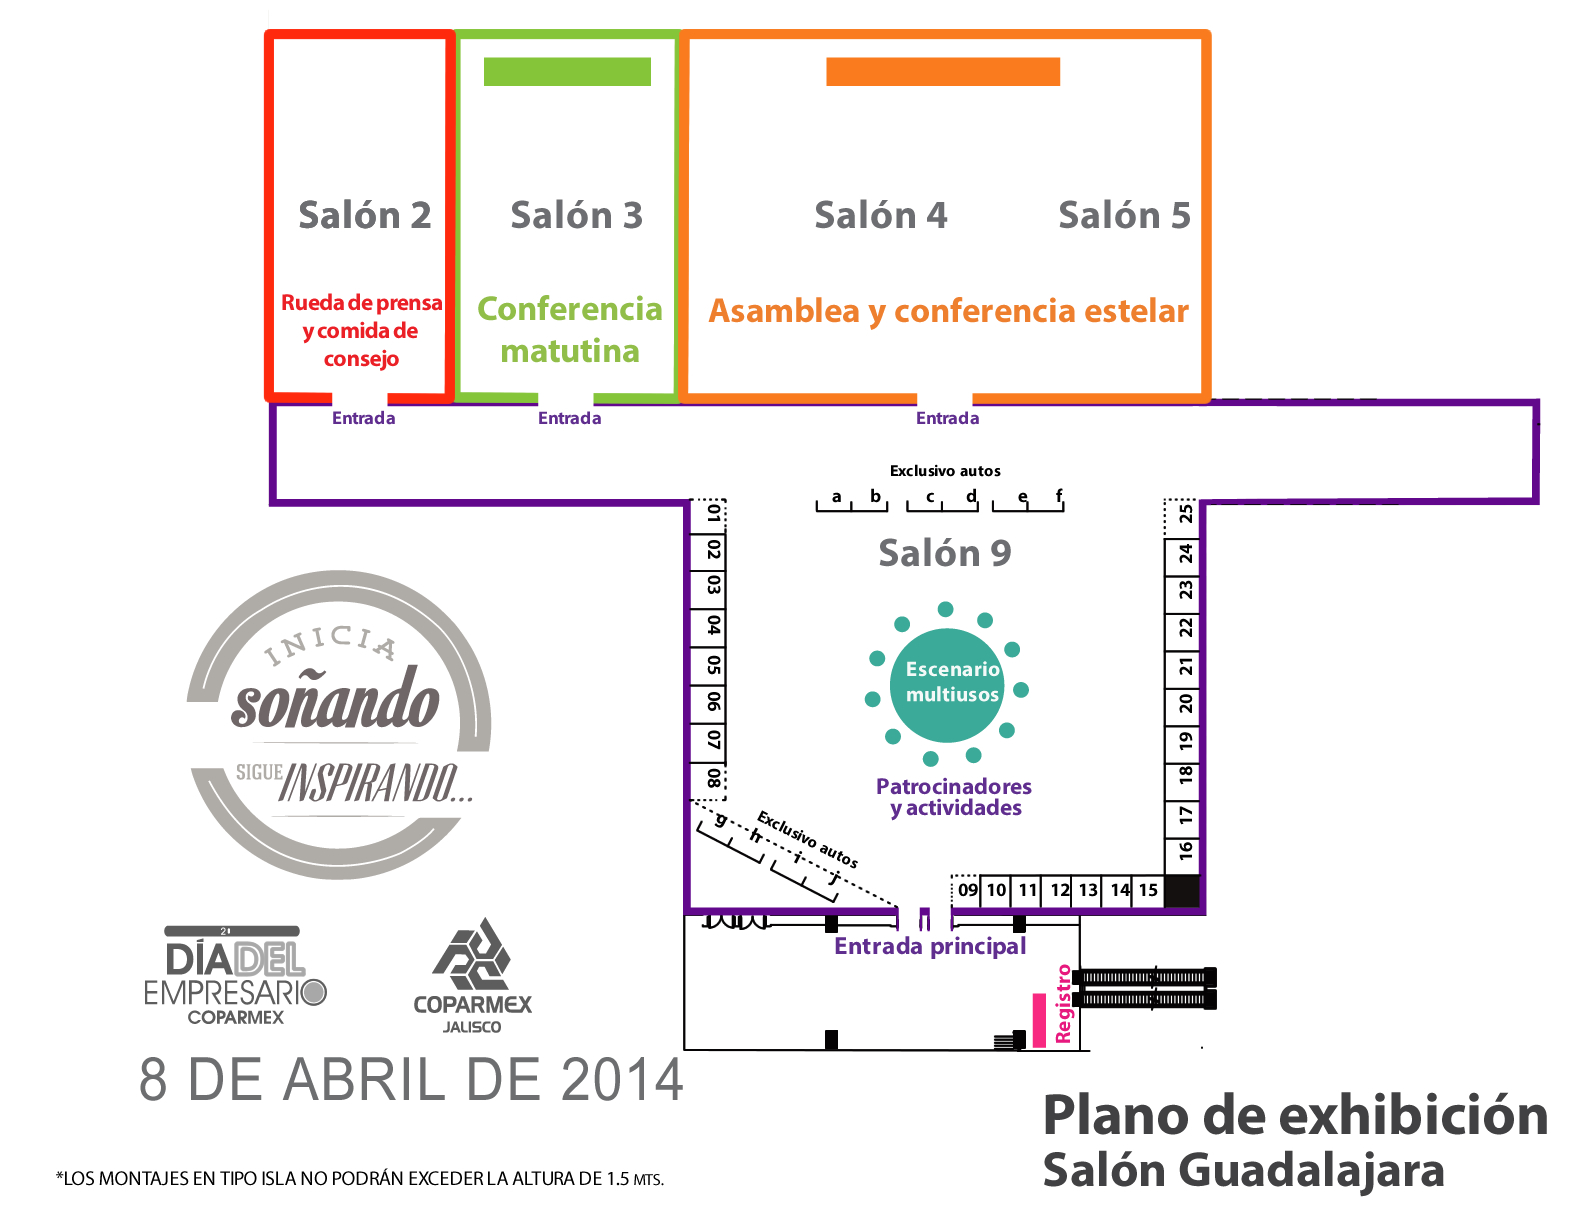 Salón 2
Salón 3
Salón 4
Salón 5
Rueda de prensa
y comida de
consejo
Conferencia
matutina
Asamblea y conferencia estelar
Entrada
Entrada
Entrada
Exclusivo autos
a b c d e f
Salón 9
01
02
03
04
05
06
07
08
25
24
23
22
21
20
19
18
17
16
Escenario
multiusos
Patrocinadores
y actividades
Exclusivo autos
g h i j
09 10 11 12 13 14 15
Entrada principal
Registro
INICIA
soñando
SIGUE INSPIRANDO...
2º
DÍA DEL
EMPRESARIO
COPARMEX
COPARMEX
JALISCO
8 DE ABRIL DE 2014
Plano de exhibición
Salón Guadalajara
*LOS MONTAJES EN TIPO ISLA NO PODRÁN EXCEDER LA ALTURA DE 1.5 MTS.